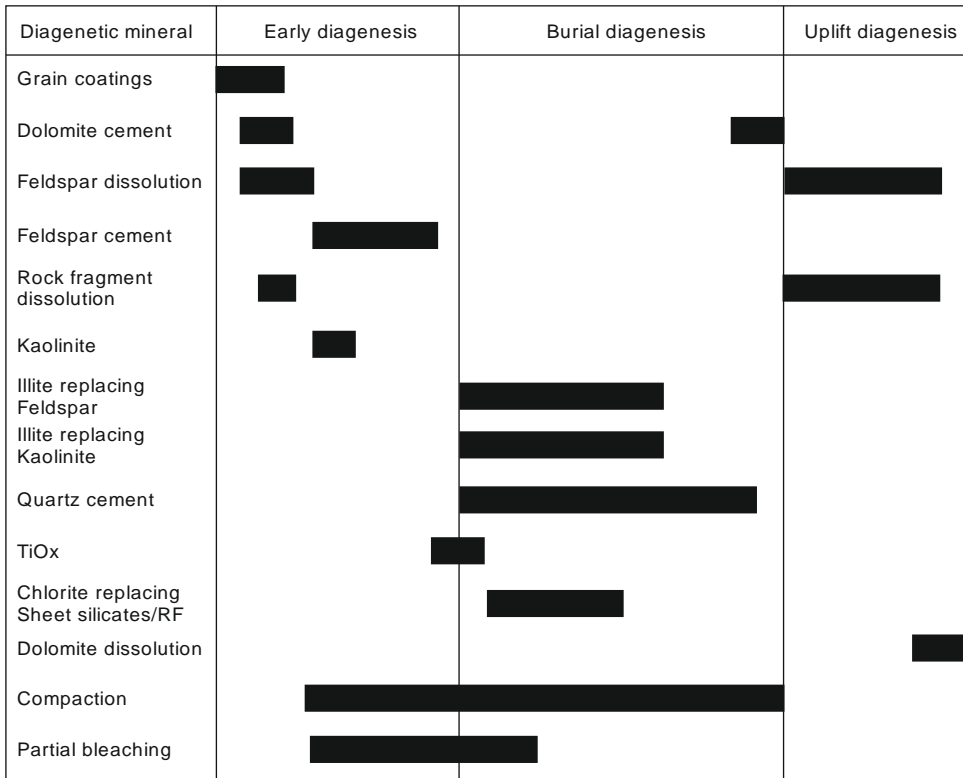 Diagenetic mineral
Early diagenesis
Burial diagenesis
Uplift diagenesis
Grain coatings
Dolomite cement
Feldspar dissolution
Feldspar cement
Rock fragment
dissolution
Kaolinite
Illite replacing
Feldspar
Illite replacing
Kaolinite
Quartz cement
TiOx
Chlorite replacing
Sheet silicates/RF
Dolomite dissolution
Compaction
Partial bleaching